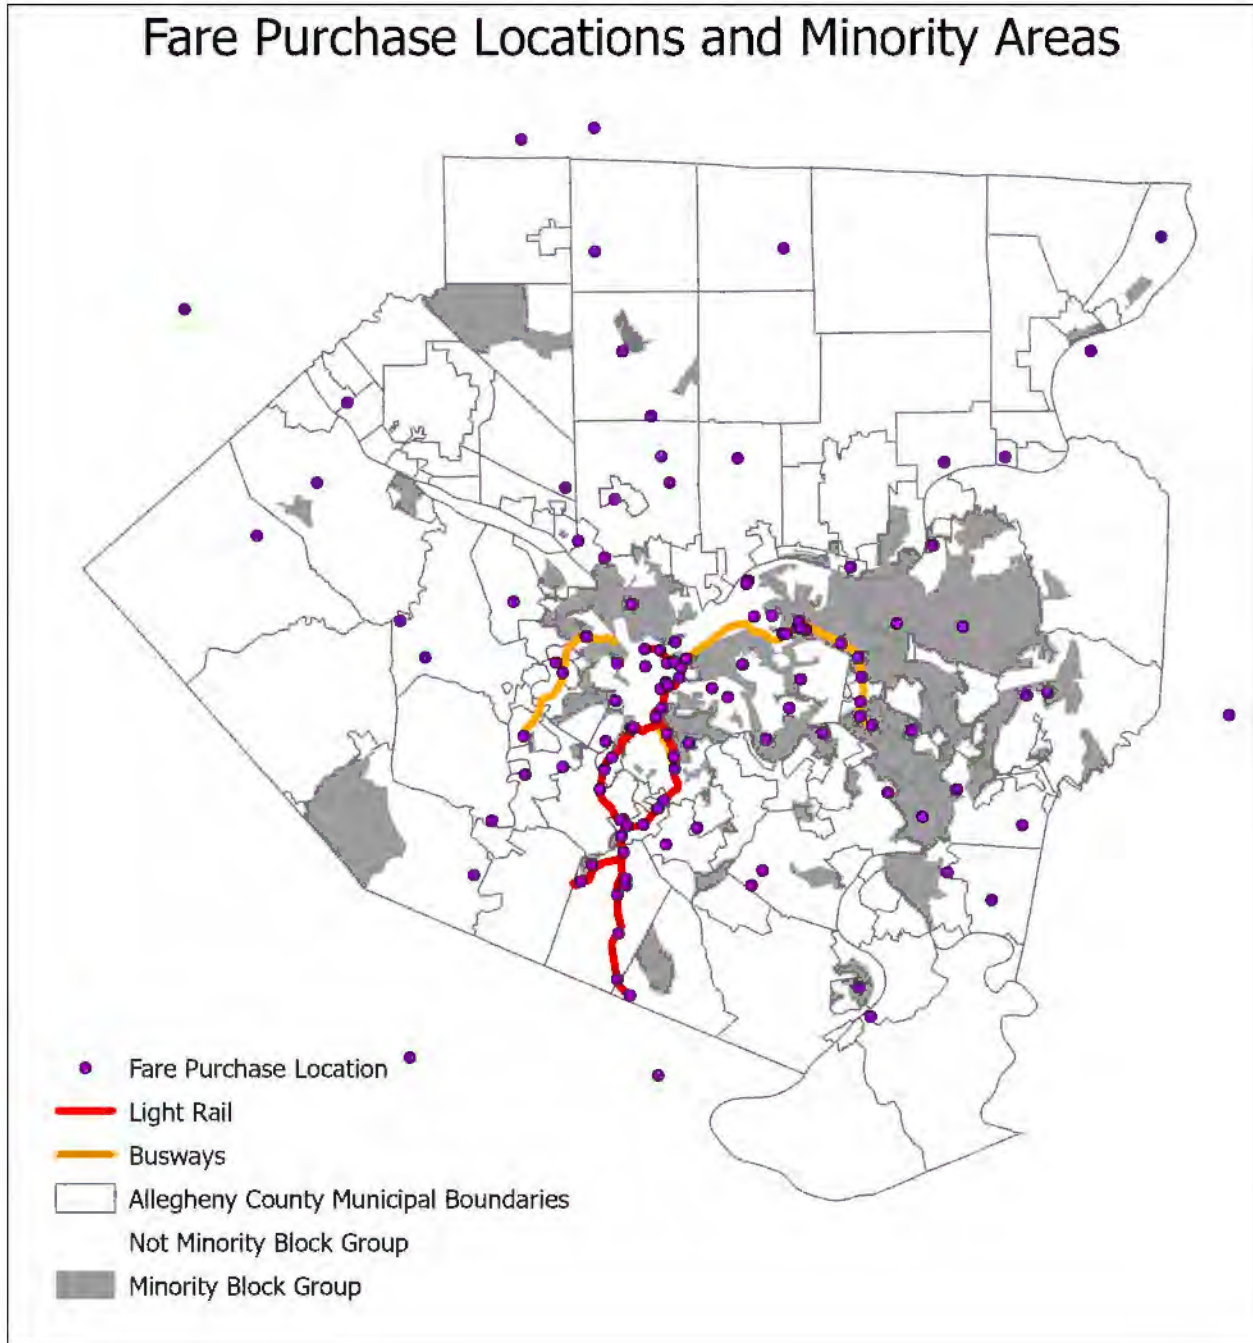 Fare Purchase Locations and Minority Areas
Fare Purchase Location
Light Rail
Busways
Allegheny County Municipal Boundaries
Not Minority Block Group
Minority Block Group